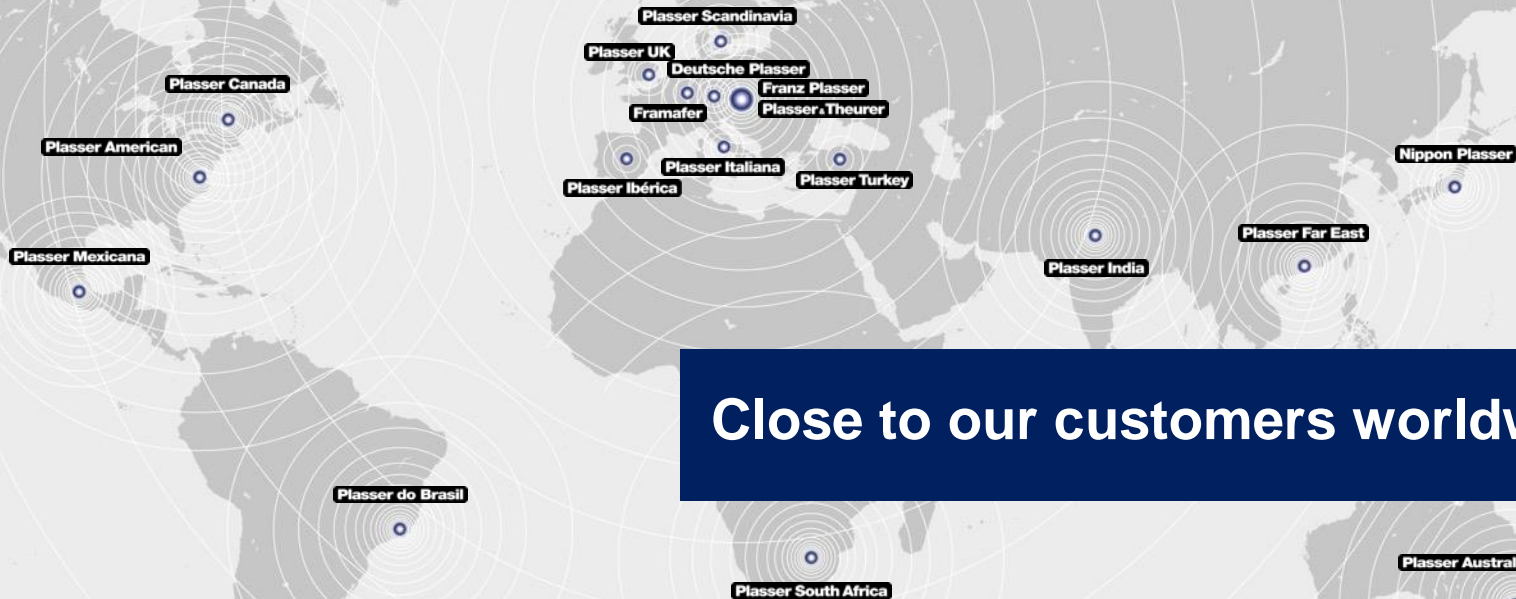 Plasser Scandinavia
Plasser UK
Deutsche Plasser
Plasser Canada
Franz Plasser
Framafer
Plasser & Theurer
Plasser American
Nippon Plasser
Plasser Italiana
Plasser Turkey
Plasser Ibérica
Plasser Far East
Plasser Mexicana
Plasser India
Close to our customers worldw
Plasser do Brasil
Plasser Austral
Plasser South Africa